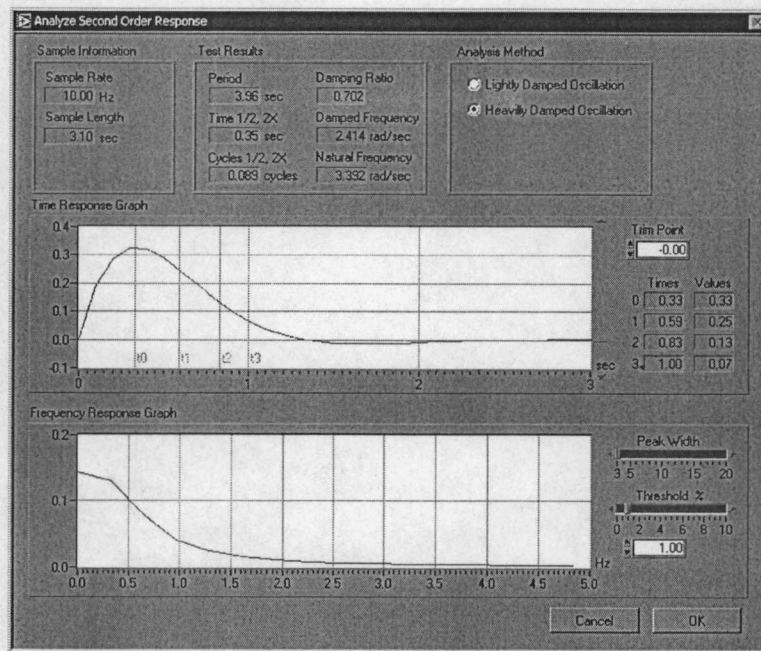 Analyze Second Order Response
Sample Information
Sample Rate
10.00 Hz
Sample Length
3.10 sec
Test Results
Period
3.96 sec
Time 1/2, 2X
0.35 sec
Cycles 1/2, 2X
0.089 cycles
Damping Ratio
0.702
Damped Frequency
2.414 rad/sec
Natural Frequency
3.392 rad/sec
Analysis Method
Lightly Damped Oscillation
Heavily Damped Oscillation
Time Response Graph
0.4
0.3
0.2
0.1
0.0
-0.1
t0 t1 t2 t3
0 1 2 3
sec
Trim Point
-0.00
Times Values
0 0.33 0.33
1 0.59 0.25
2 0.83 0.13
3 1.00 0.07
Frequency Response Graph
0.2
0.1
0.0
0.0 0.5 1.0 1.5 2.0 2.5 3.0 3.5 4.0 4.5 5.0
Hz
Peak Width
3 5 10 15 20
Threshold %
0 2 4 6 8 10
1.00
Cancel OK